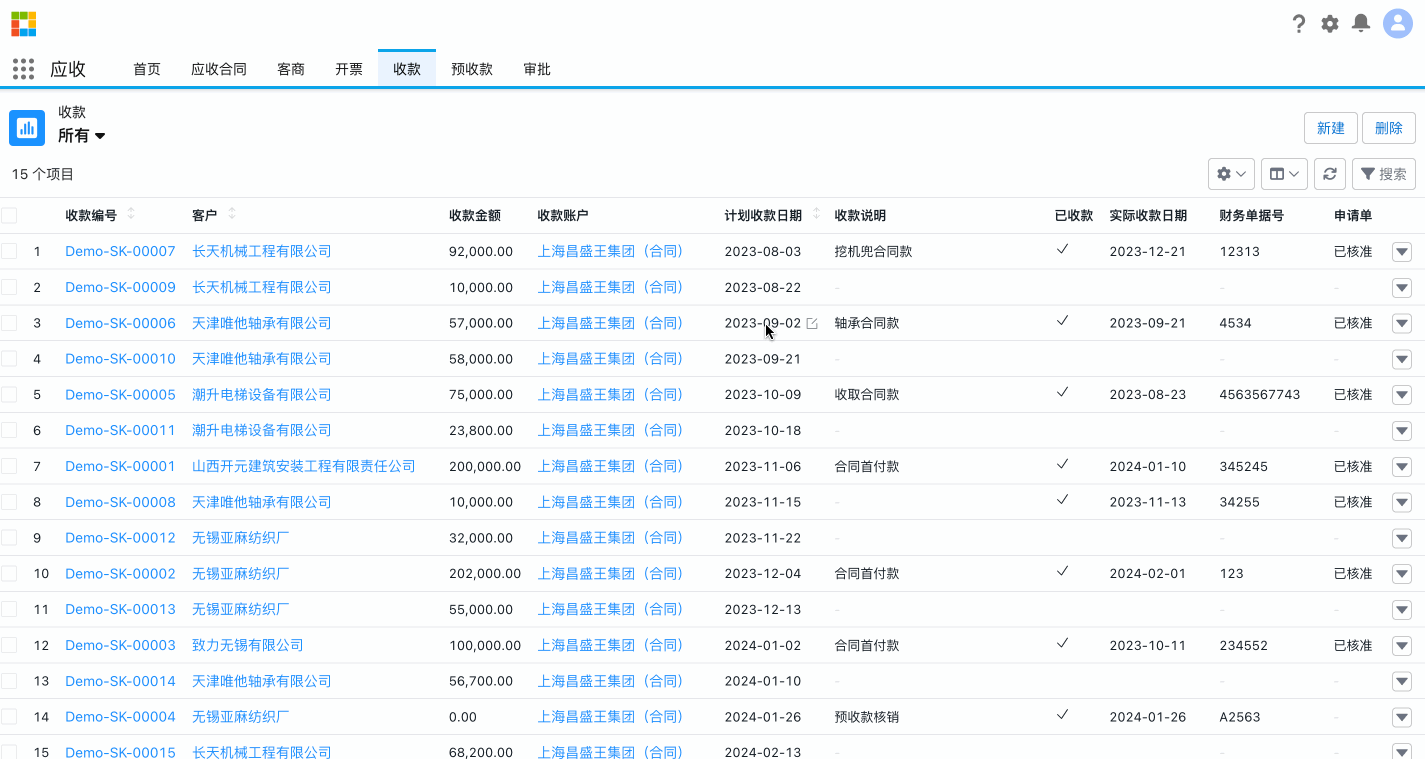 应收 首页 应收合同 客商 开票 收款 预收款 审批
收款
所有
新建 删除
15 个项目
搜索
收款编号 客户 收款金额 收款账户 计划收款日期 收款说明 已收款 实际收款日期 财务单据号 申请单
1 Demo-SK-00007 长天机械工程有限公司 92,000.00 上海昌盛王集团（合同） 2023-08-03 挖机兜合同款 ✓ 2023-12-21 12313 已核准
2 Demo-SK-00009 长天机械工程有限公司 10,000.00 上海昌盛王集团（合同） 2023-08-22 - - - -
3 Demo-SK-00006 天津唯他轴承有限公司 57,000.00 上海昌盛王集团（合同） 2023-09-02 轴承合同款 ✓ 2023-09-21 4534 已核准
4 Demo-SK-00010 天津唯他轴承有限公司 58,000.00 上海昌盛王集团（合同） 2023-09-21 - - - -
5 Demo-SK-00005 潮升电梯设备有限公司 75,000.00 上海昌盛王集团（合同） 2023-10-09 收取合同款 ✓ 2023-08-23 4563567743 已核准
6 Demo-SK-00011 潮升电梯设备有限公司 23,800.00 上海昌盛王集团（合同） 2023-10-18 - - - -
7 Demo-SK-00001 山西开元建筑安装工程有限责任公司 200,000.00 上海昌盛王集团（合同） 2023-11-06 合同首付款 ✓ 2024-01-10 345245 已核准
8 Demo-SK-00008 天津唯他轴承有限公司 10,000.00 上海昌盛王集团（合同） 2023-11-15 - ✓ 2023-11-13 34255 已核准
9 Demo-SK-00012 无锡亚麻纺织厂 32,000.00 上海昌盛王集团（合同） 2023-11-22 - - - -
10 Demo-SK-00002 无锡亚麻纺织厂 202,000.00 上海昌盛王集团（合同） 2023-12-04 合同首付款 ✓ 2024-02-01 123 已核准
11 Demo-SK-00013 无锡亚麻纺织厂 55,000.00 上海昌盛王集团（合同） 2023-12-13 - - - -
12 Demo-SK-00003 致力无锡有限公司 100,000.00 上海昌盛王集团（合同） 2024-01-02 合同首付款 ✓ 2023-10-11 234552 已核准
13 Demo-SK-00014 天津唯他轴承有限公司 56,700.00 上海昌盛王集团（合同） 2024-01-10 - - - -
14 Demo-SK-00004 无锡亚麻纺织厂 0.00 上海昌盛王集团（合同） 2024-01-26 预收款核销 ✓ 2024-01-26 A2563 -
15 Demo-SK-00015 长天机械工程有限公司 68,200.00 上海昌盛王集团（合同） 2024-02-13 - - - -